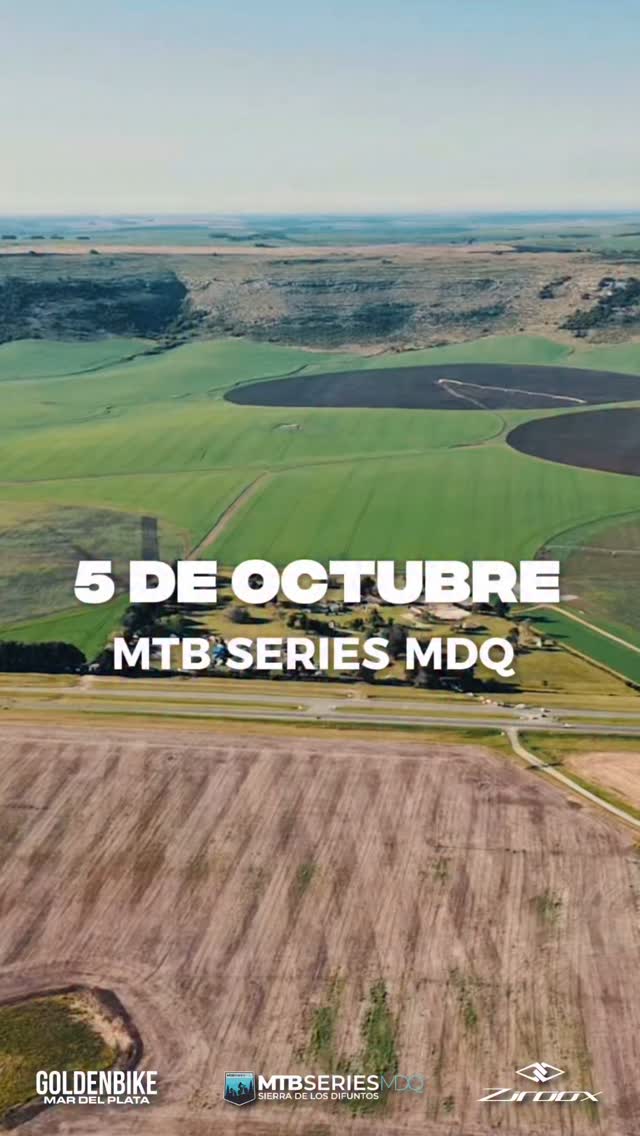 5 DE OCTUBRE
MTB SERIES MDQ
GOLDENBIKE
MAR DEL PLATA
MTBSERIESMDQ
SIERRA DE LOS DIFUNTOS
Ziroox